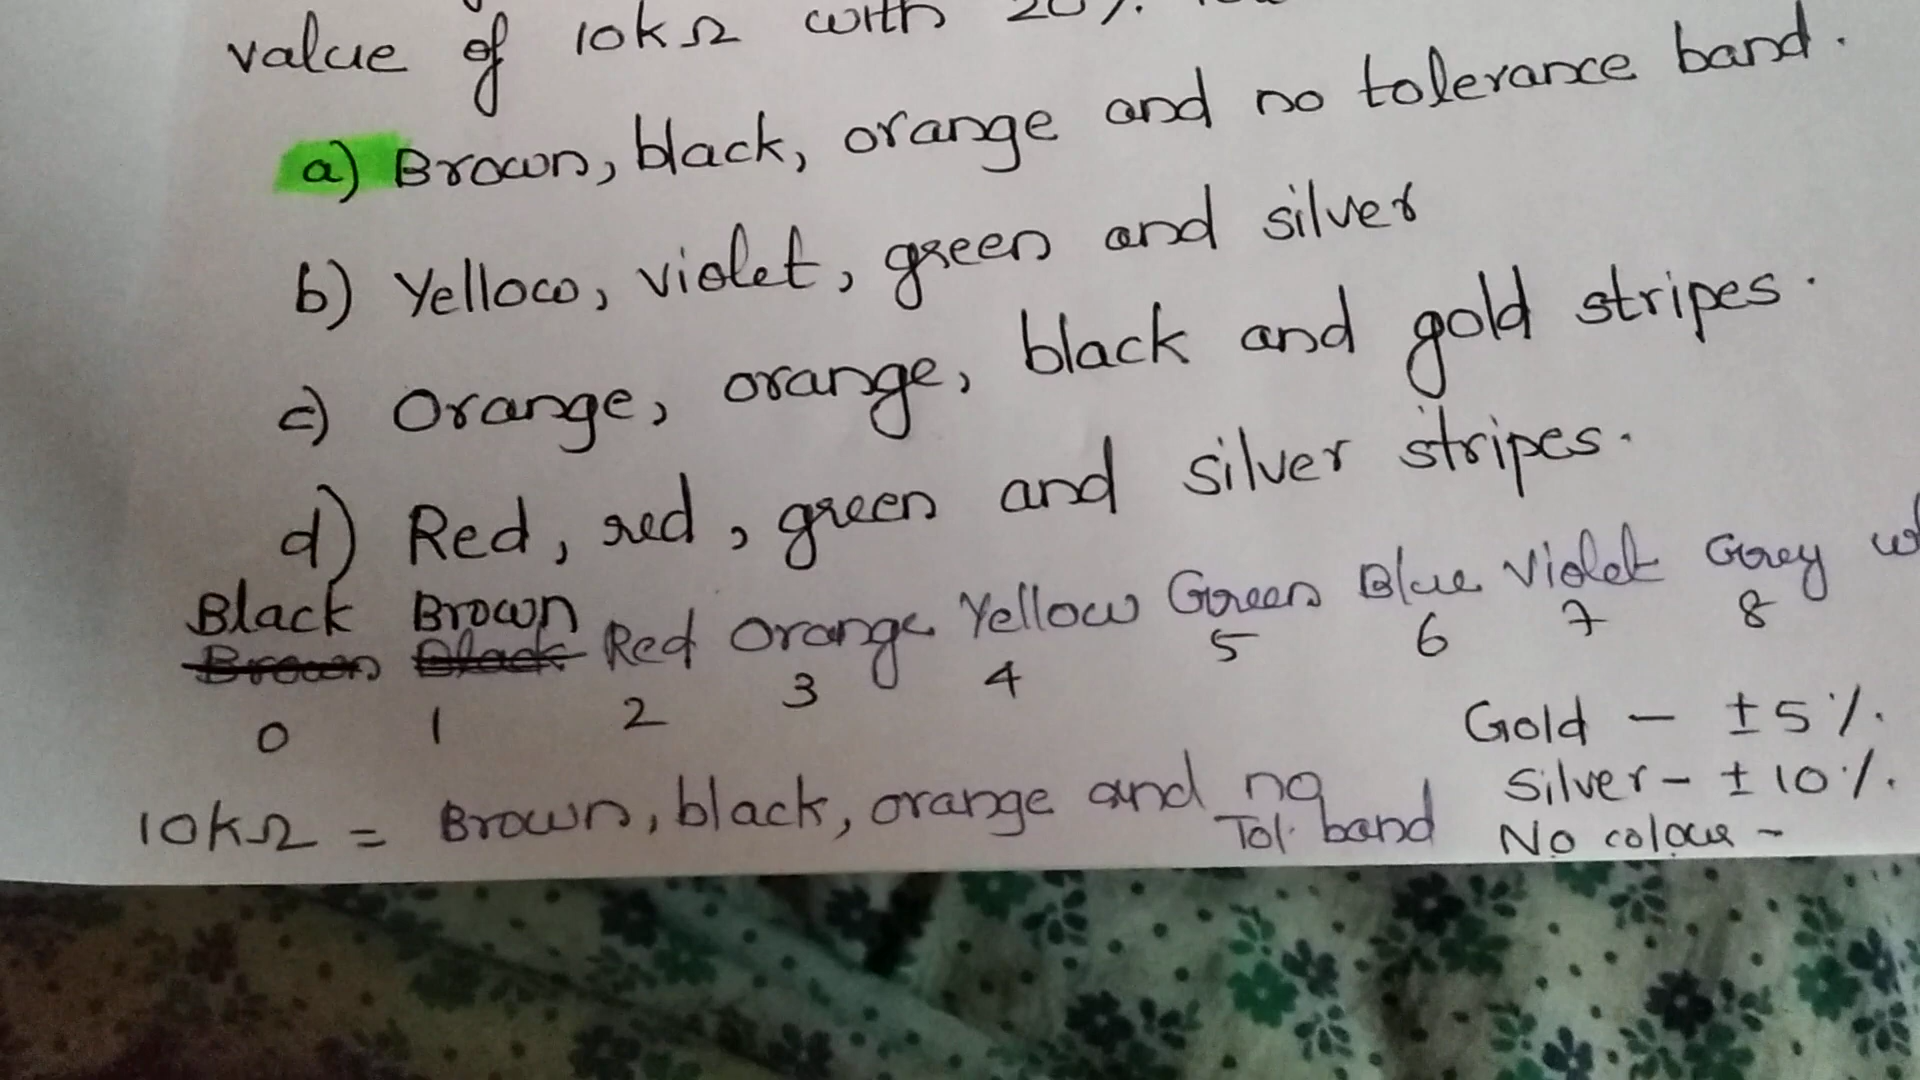 value of 10kΩ with 20%
a) Brown, black, orange and no tolerance band.
b) Yellow, violet, green and silver
c) Orange, orange, black and gold stripes.
d) Red, red, green and silver stripes.
Black Brown
Brown Black Red Orange Yellow Green Blue Violet Grey
0 1 2 3 4 5 6 7 8
Gold - ±5%.
Silver - ±10%.
No colour -
10kΩ = Brown, black, orange and no
Tol. band